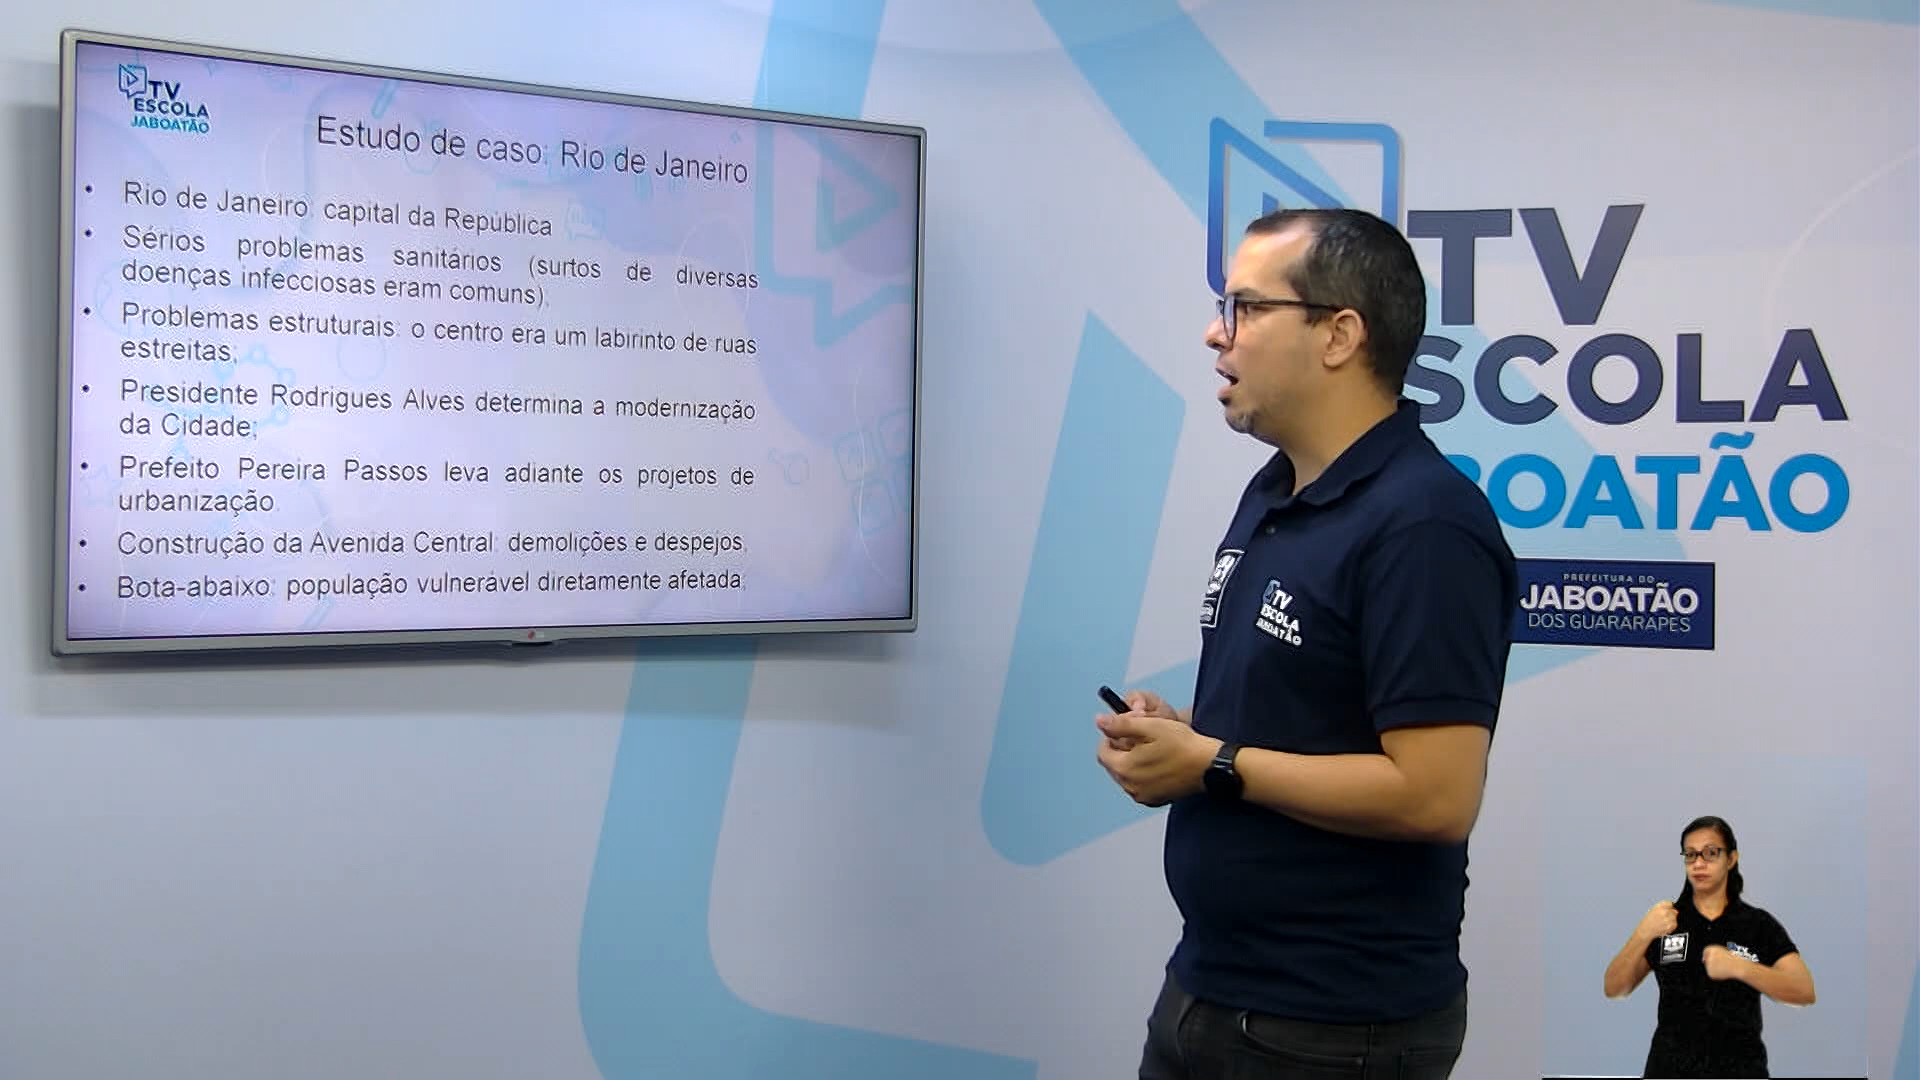 TV
ESCOLA
JABOATÃO
Estudo de caso: Rio de Janeiro
• Rio de Janeiro: capital da República
• Sérios problemas sanitários (surtos de diversas
doenças infecciosas eram comuns);
• Problemas estruturais: o centro era um labirinto de ruas
estreitas;
• Presidente Rodrigues Alves determina a modernização
da Cidade;
• Prefeito Pereira Passos leva adiante os projetos de
urbanização
• Construção da Avenida Central: demolições e despejos;
• Bota-abaixo: população vulnerável diretamente afetada;
LG
TV
SCOLA
BOATÃO
PREFEITURA DO
JABOATÃO
DOS GUARARAPES
TV
ESCOLA
JABOATÃO
TV